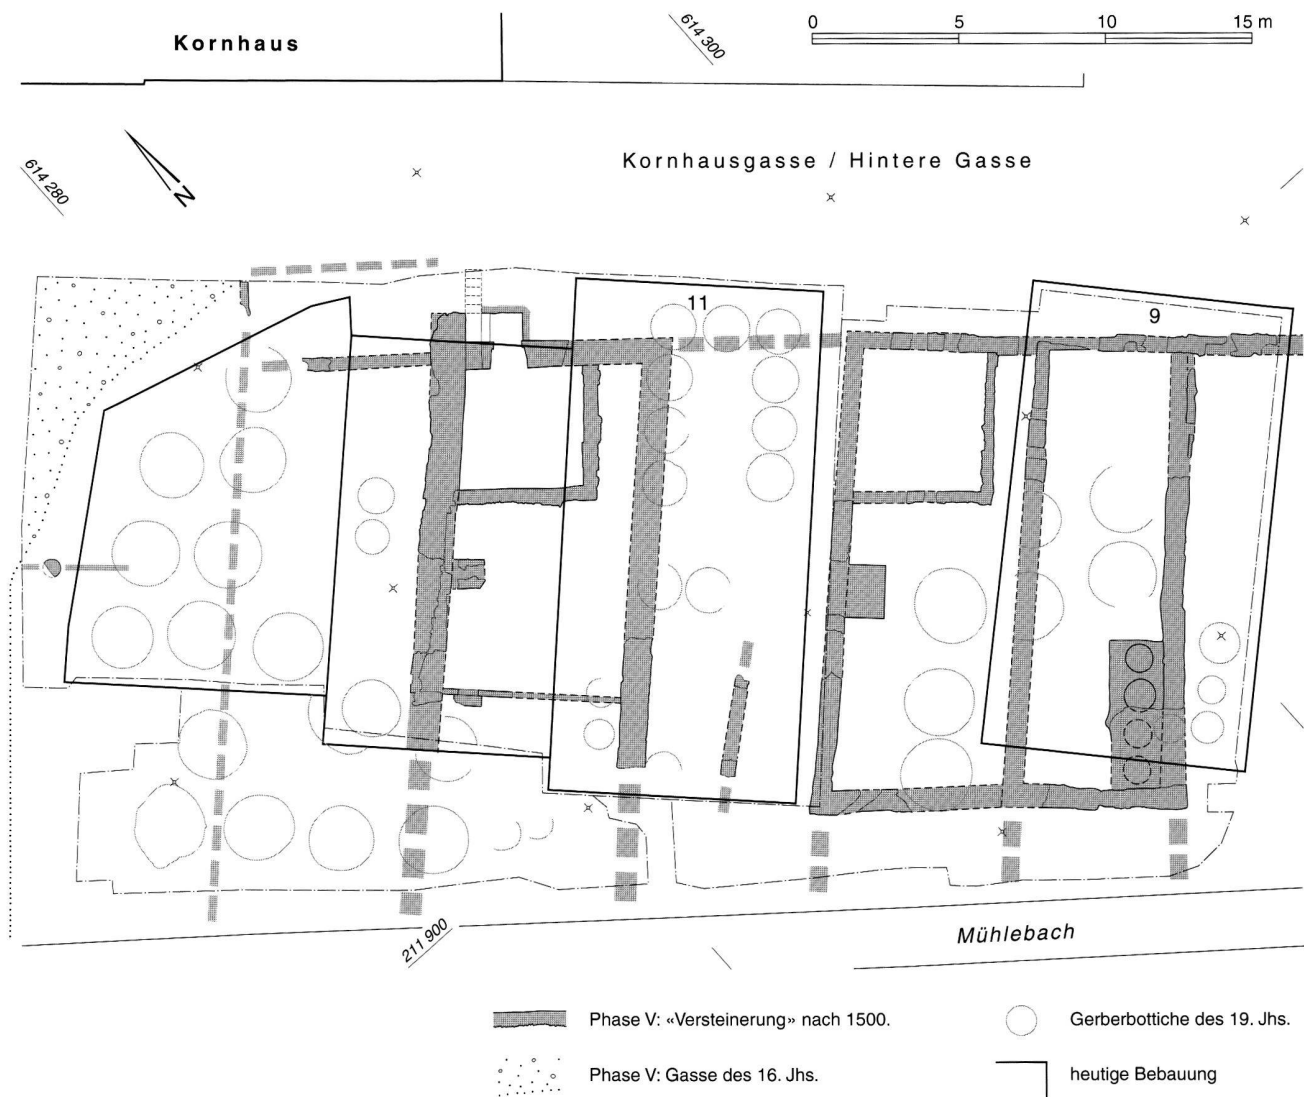 Kornhaus
614 300
0 5 10 15 m
614 280
N
Kornhausgasse / Hintere Gasse
11
9
211 900
Mühlebach
Phase V: «Versteinerung» nach 1500.
Gerberbottiche des 19. Jhs.
Phase V: Gasse des 16. Jhs.
heutige Bebauung